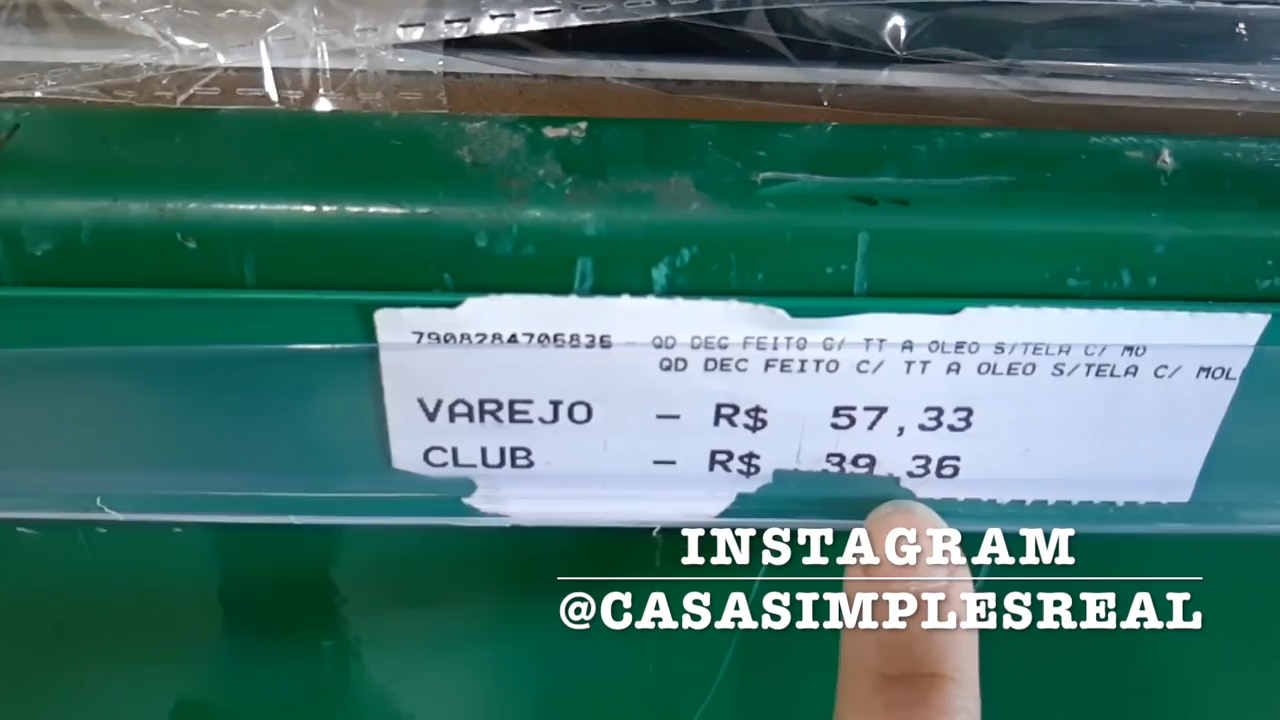 7908284706836 - QD DEC FEITO C/ TT A OLEO S/TELA C/ MO
QD DEC FEITO C/ TT A OLEO S/TELA C/ MOL
VAREJO - R$ 57,33
CLUB - R$ 39,36
INSTAGRAM
@CASASIMPLESREAL